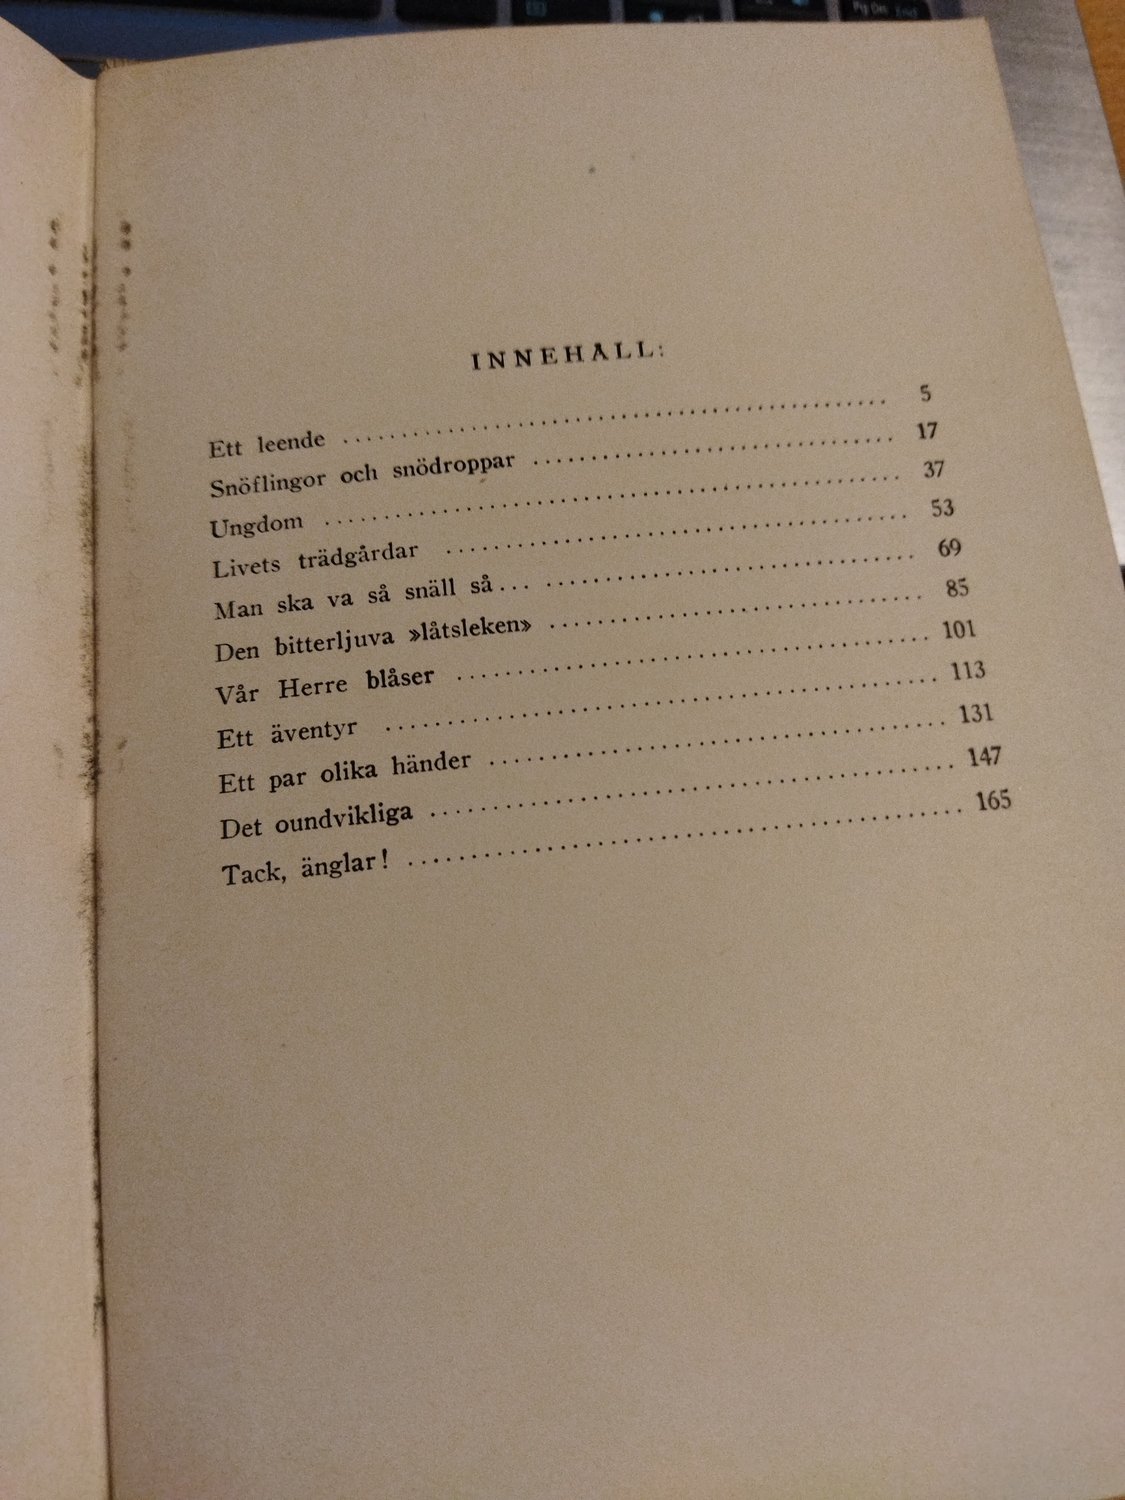 INNEHALL:
Ett leende ........................................ 5
Snöflingor och snödroppar ........................................ 17
Ungdom ........................................ 37
Livets trädgårdar ........................................ 53
Man ska va så snäll så... ........................................ 69
Den bitterljuva »låtsleken» ........................................ 85
Vår Herre blåser ........................................ 101
Ett äventyr ........................................ 113
Ett par olika händer ........................................ 131
Det oundvikliga ........................................ 147
Tack, änglar! ........................................ 165